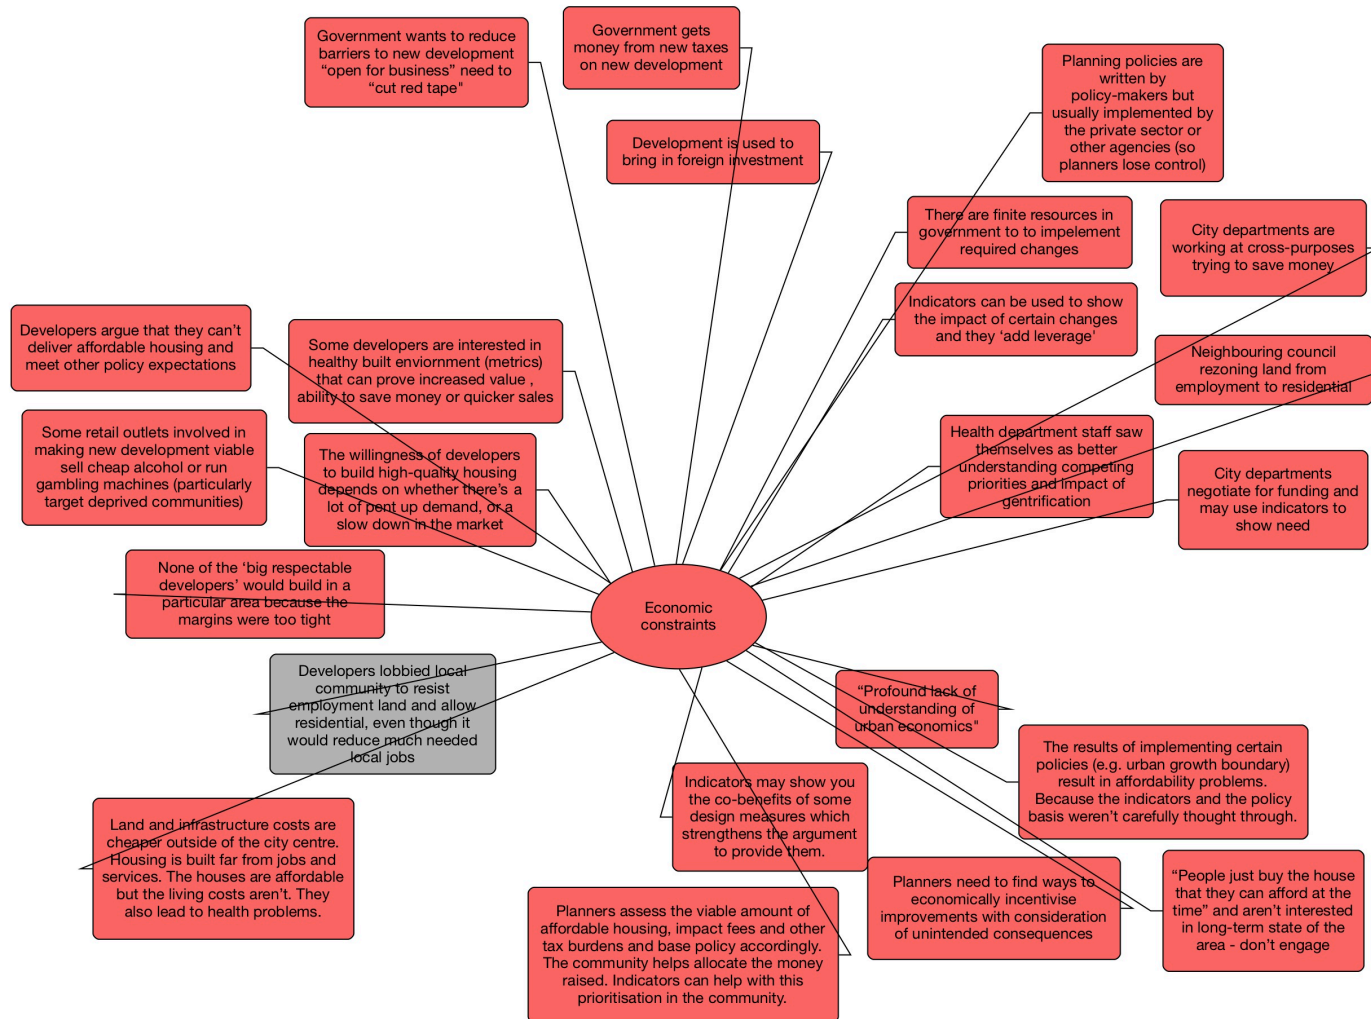 Government wants to reduce
barriers to new development
“open for business” need to
“cut red tape"
Government gets
money from new taxes
on new development
Development is used to
bring in foreign investment
Planning policies are
written by
policy-makers but
usually implemented by
the private sector or
other agencies (so
planners lose control)
There are finite resources in
government to to impelement
required changes
City departments are
working at cross-purposes
trying to save money
Indicators can be used to show
the impact of certain changes
and they ‘add leverage'
Developers argue that they can’t
deliver affordable housing and
meet other policy expectations
Some developers are interested in
healthy built enviornment (metrics)
that can prove increased value ,
ability to save money or quicker sales
Neighbouring council
rezoning land from
employment to residential
Some retail outlets involved in
making new development viable
sell cheap alcohol or run
gambling machines (particularly
target deprived communities)
The willingness of developers
to build high-quality housing
depends on whether there’s a
lot of pent up demand, or a
slow down in the market
Health department staff saw
themselves as better
understanding competing
priorities and impact of
gentrification
City departments
negotiate for funding and
may use indicators to
show need
None of the ‘big respectable
developers’ would build in a
particular area because the
margins were too tight
Economic
constraints
Developers lobbied local
community to resist
employment land and allow
residential, even though it
would reduce much needed
local jobs
“Profound lack of
understanding of
urban economics"
The results of implementing certain
policies (e.g. urban growth boundary)
result in affordability problems.
Because the indicators and the policy
basis weren’t carefully thought through.
Indicators may show you
the co-benefits of some
design measures which
strengthens the argument
to provide them.
Land and infrastructure costs are
cheaper outside of the city centre.
Housing is built far from jobs and
services. The houses are affordable
but the living costs aren’t. They
also lead to health problems.
Planners need to find ways to
economically incentivise
improvements with consideration
of unintended consequences
“People just buy the house
that they can afford at the
time” and aren’t interested
in long-term state of the
area - don’t engage
Planners assess the viable amount of
affordable housing, impact fees and other
tax burdens and base policy accordingly.
The community helps allocate the money
raised. Indicators can help with this
prioritisation in the community.